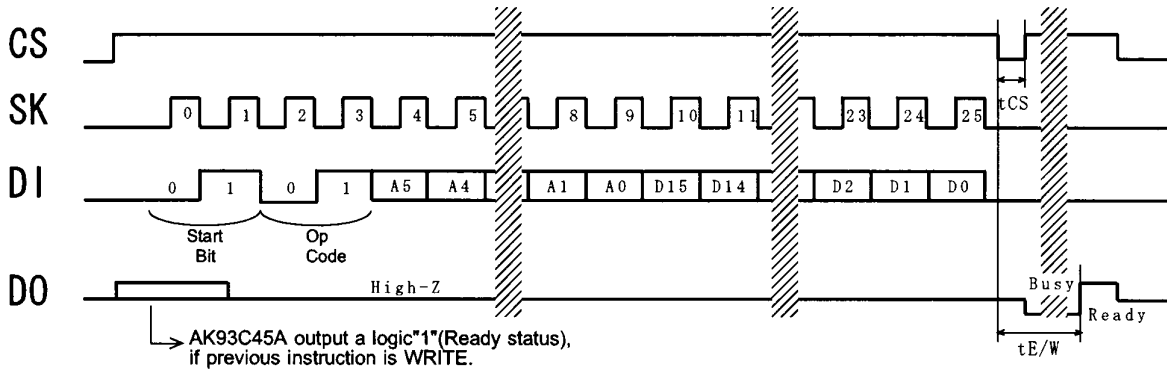 CS
tCS
SK 0 1 2 3 4 5 8 9 10 11 23 24 25
DI 0 1 0 1 A5 A4 A1 A0 D15 D14 D2 D1 D0
Start
Bit
Op
Code
DO High-Z Busy
Ready
AK93C45A output a logic"1"(Ready status),
if previous instruction is WRITE.
tE/W